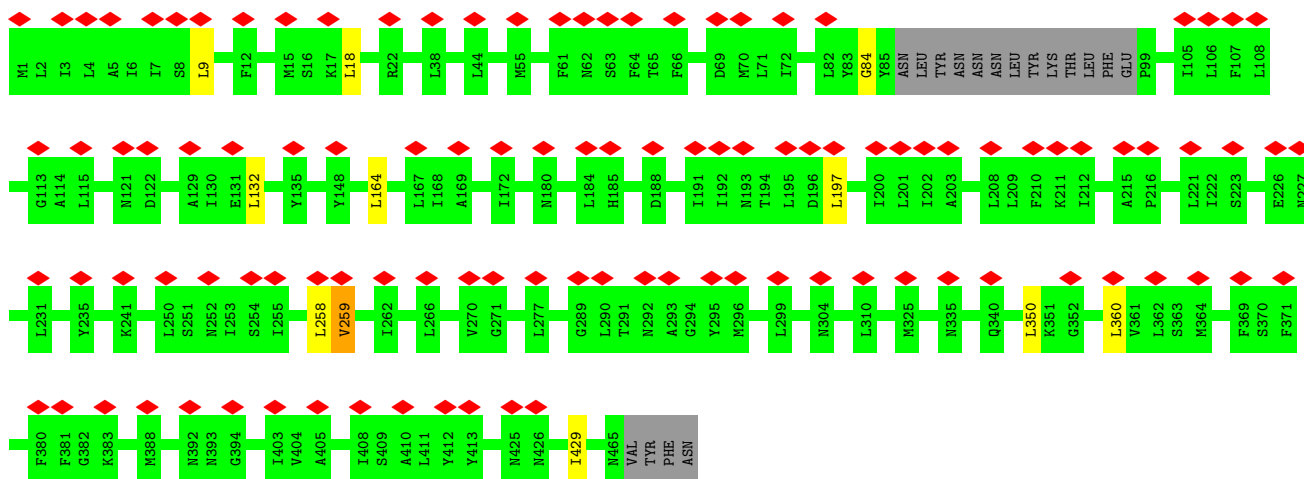 M1 L2 I3 L4 A5 I6 I7 S8 L9 F12 M15 S16 K17 L18 R22 L38 L44 M55 F61 N62 S63 F64 T65 F66 D69 M70 L71 I72 L82 Y83 G84 Y85 ASN LEU TYR ASN ASN ASN LEU TYR LYS THR LEU PHE GLU P99 I105 L106 F107 L108
G113 A114 L115 N121 D122 A129 I130 E131 L132 Y135 Y148 L164 L167 I168 A169 I172 N180 L184 H185 D188 I191 I192 N193 T194 L195 D196 L197 I200 L201 I202 A203 L208 L209 F210 K211 I212 A215 P216 L221 I222 S223 E226 N227
L231 Y235 K241 L250 S251 N252 I253 S254 I255 L258 V259 I262 L266 V270 G271 L277 G289 L290 T291 N292 A293 G294 Y295 M296 L299 N304 L310 M325 N335 Q340 L350 K351 G352 L360 V361 L362 S363 M364 F369 S370 F371
F380 F381 G382 K383 M388 N392 N393 G394 I403 V404 A405 I408 S409 A410 L411 Y412 Y413 N425 N426 I429 N465 VAL TYR PHE ASN